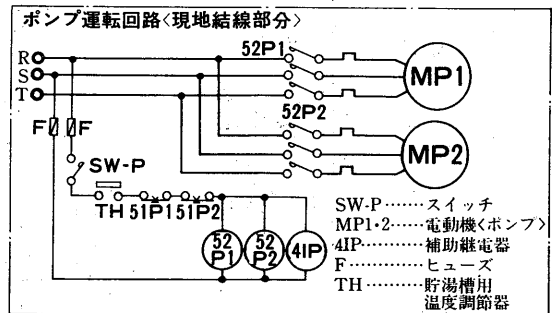 ポンプ運転回路〈現地結線部分〉
R
S
T
52P1
MP1
52P2
MP2
F F
SW-P
TH 51P1 51P2
52 P1
52 P2
4IP
SW-P……スイッチ
MP1・2……電動機〈ポンプ〉
4IP………補助継電器
F…………ヒューズ
TH………貯湯槽用
温度調節器